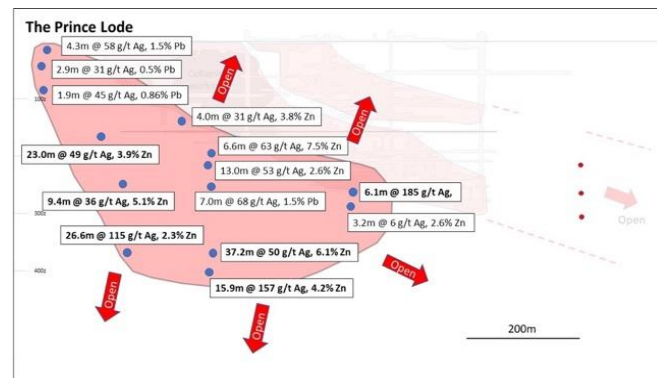 The Prince Lode
4.3m @ 58 g/t Ag, 1.5% Pb
2.9m @ 31 g/t Ag, 0.5% Pb
1.9m @ 45 g/t Ag, 0.86% Pb
Open
Open
4.0m @ 31 g/t Ag, 3.8% Zn
6.6m @ 63 g/t Ag, 7.5% Zn
23.0m @ 49 g/t Ag, 3.9% Zn
13.0m @ 53 g/t Ag, 2.6% Zn
9.4m @ 36 g/t Ag, 5.1% Zn
7.0m @ 68 g/t Ag, 1.5% Pb
6.1m @ 185 g/t Ag,
Open
3.2m @ 6 g/t Ag, 2.6% Zn
26.6m @ 115 g/t Ag, 2.3% Zn
37.2m @ 50 g/t Ag, 6.1% Zn
Open
Open
15.9m @ 157 g/t Ag, 4.2% Zn
Open
200m